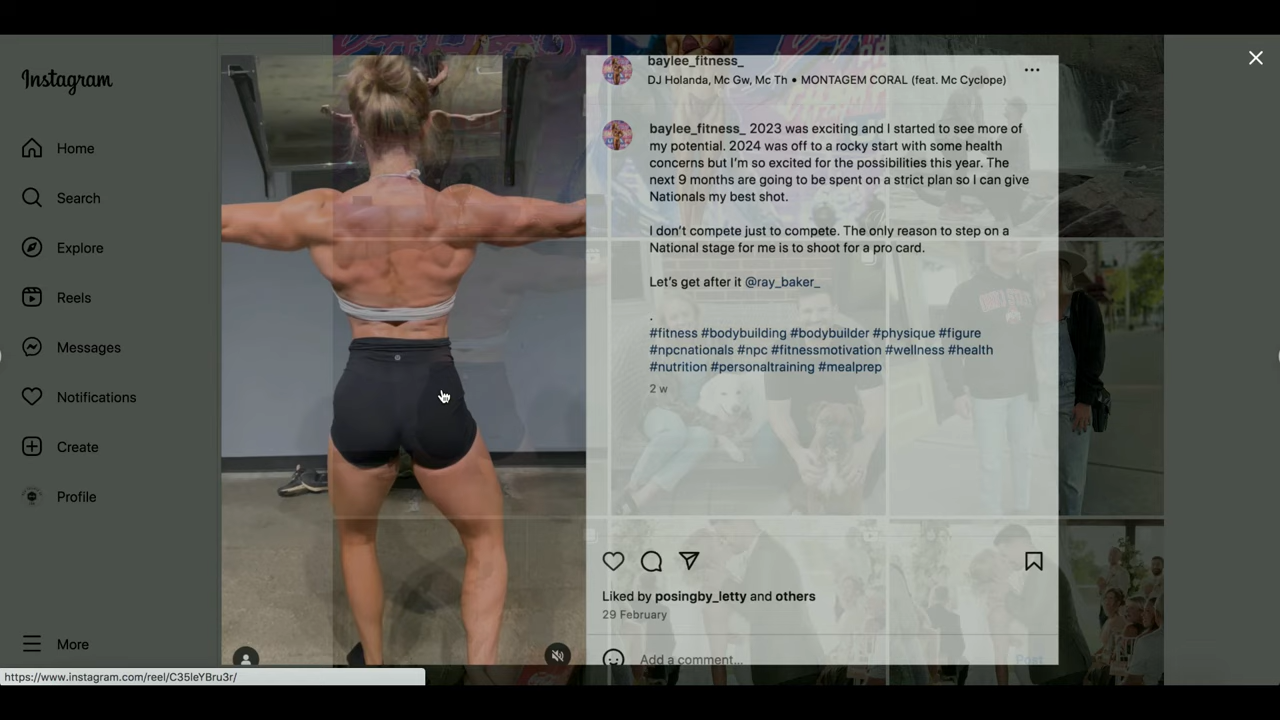 Instagram
Home
Search
Explore
Reels
Messages
Notifications
Create
Profile
More
baylee_fitness_
DJ Holanda, Mc Gw, Mc Th • MONTAGEM CORAL (feat. Mc Cyclope)
baylee_fitness_ 2023 was exciting and I started to see more of
my potential. 2024 was off to a rocky start with some health
concerns but I'm so excited for the possibilities this year. The
next 9 months are going to be spent on a strict plan so I can give
Nationals my best shot.
I don't compete just to compete. The only reason to step on a
National stage for me is to shoot for a pro card.
Let's get after it @ray_baker_
.
#fitness #bodybuilding #bodybuilder #physique #figure
#npcnationals #npc #fitnessmotivation #wellness #health
#nutrition #personaltraining #mealprep
2 w
Liked by posingby_letty and others
29 February
Add a comment...
Post
https://www.instagram.com/reel/C35leYBru3r/